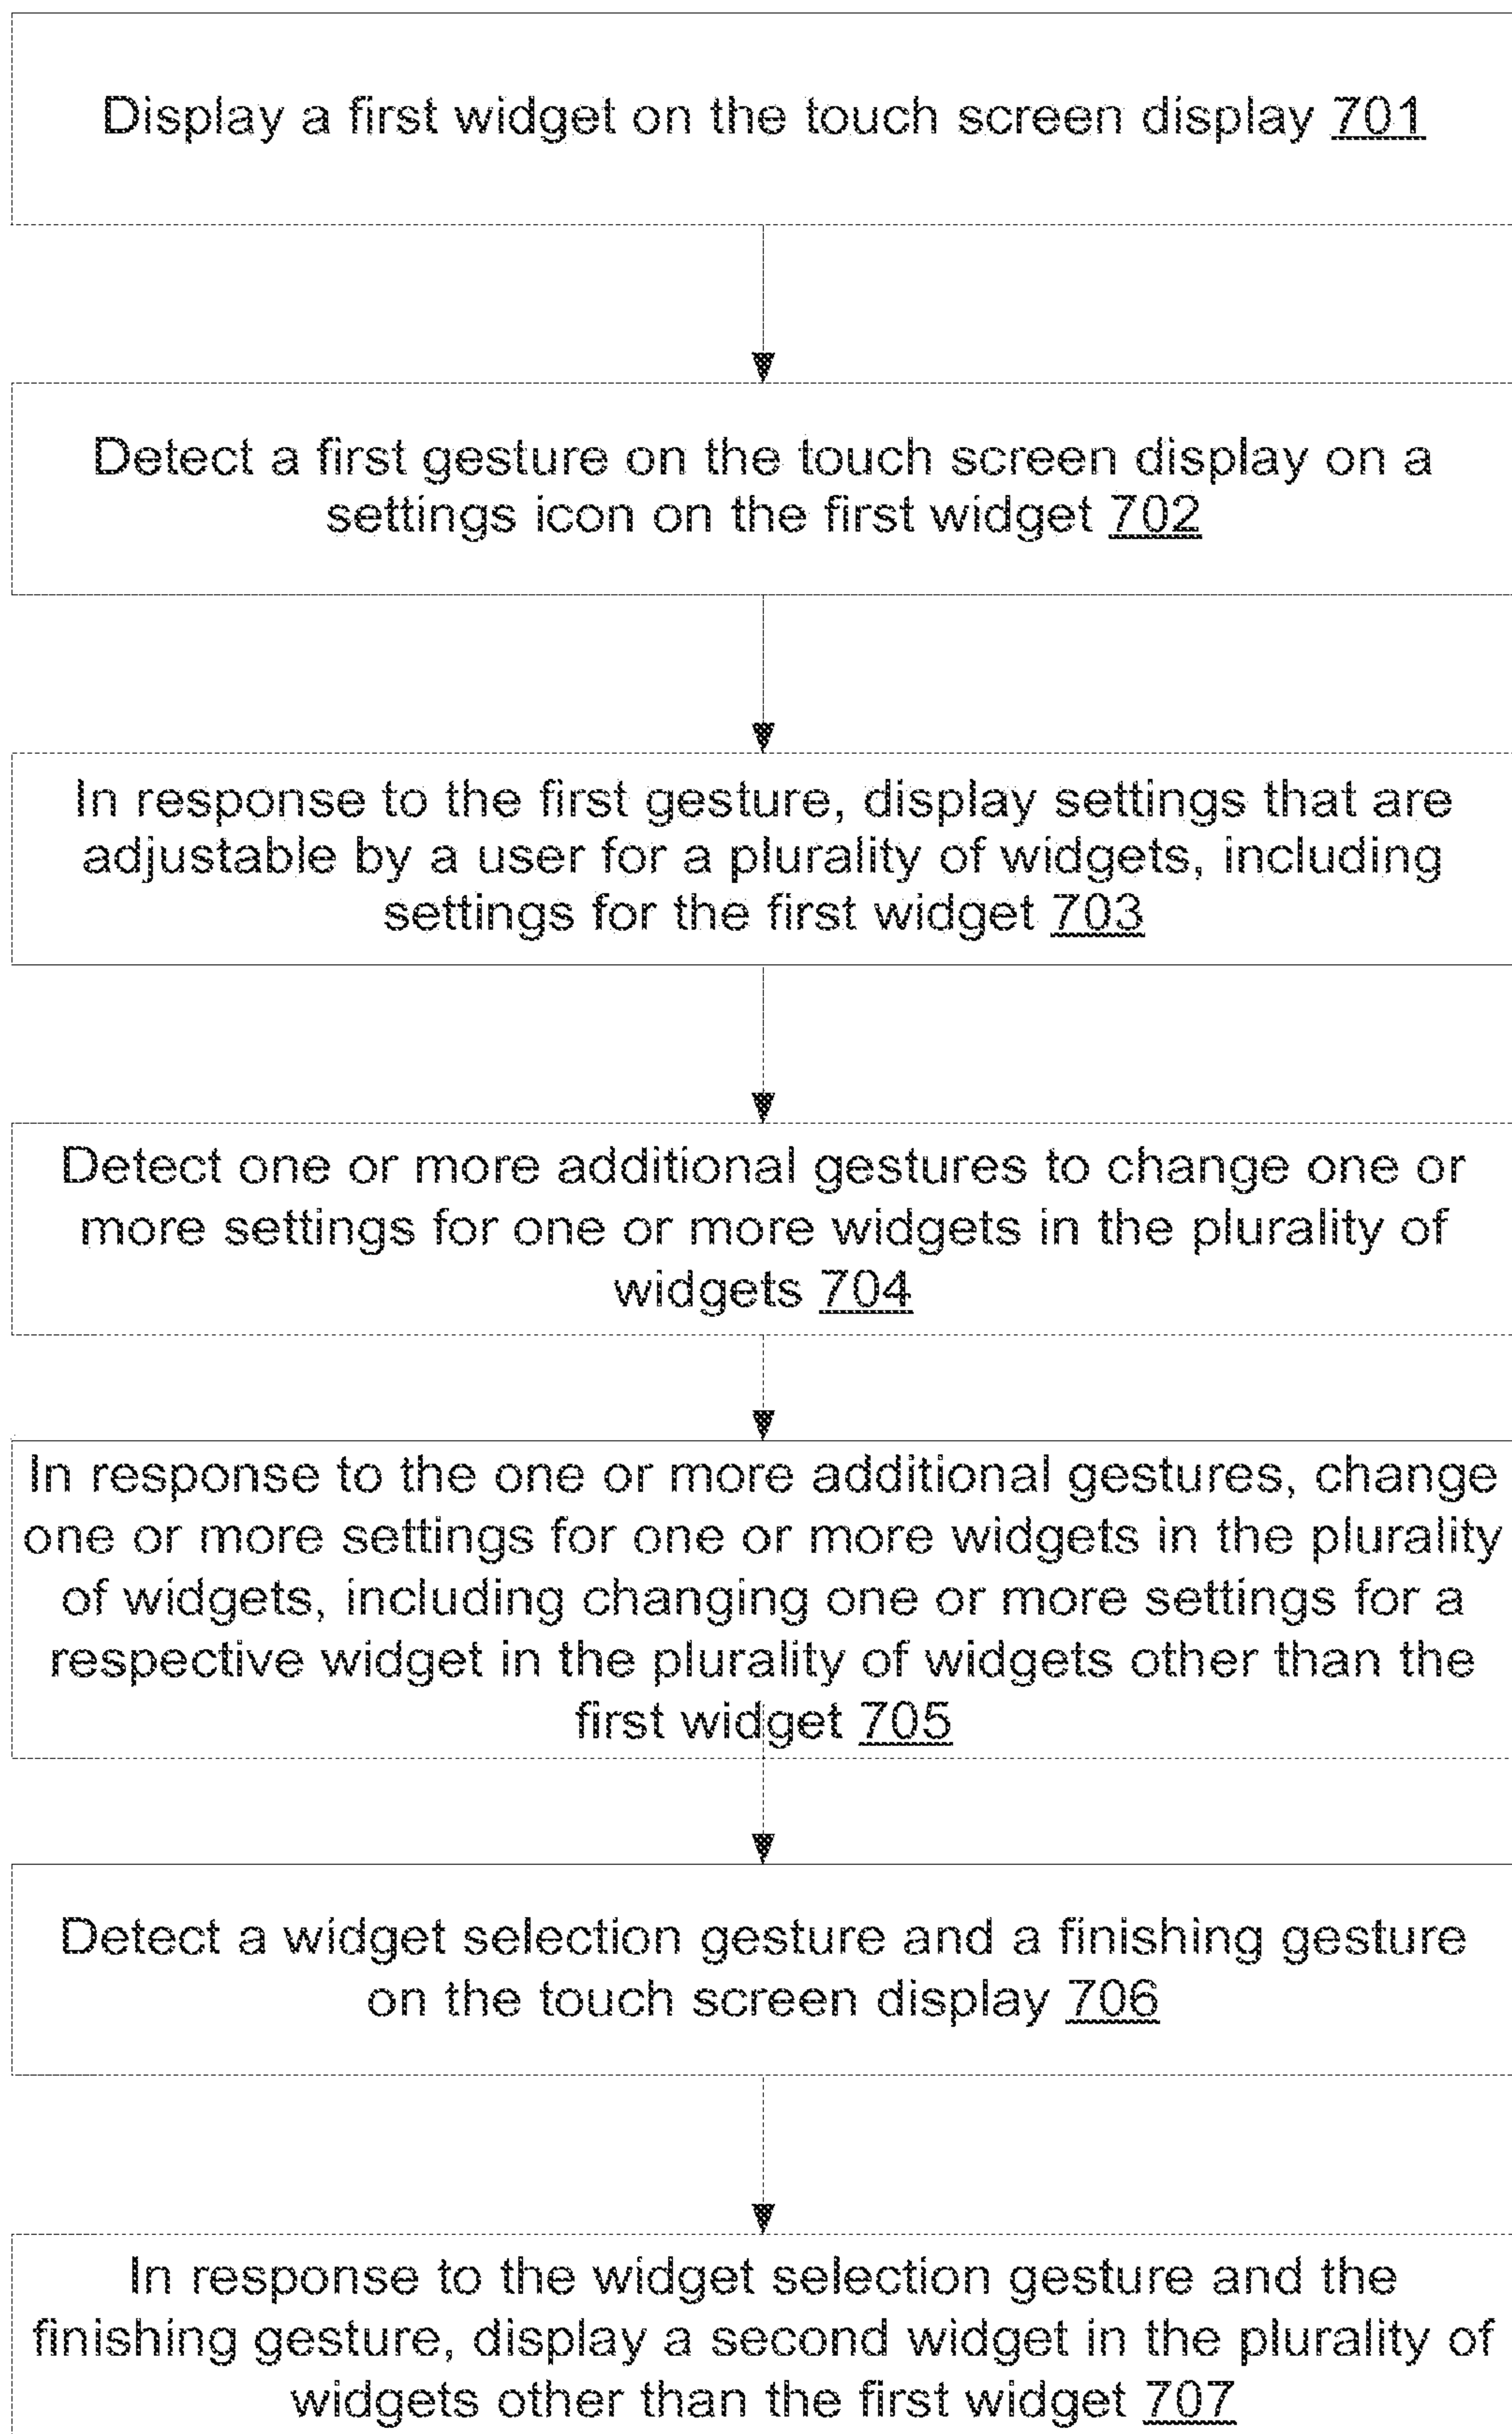 Display a first widget on the touch screen display 701
Detect a first gesture on the touch screen display on a
settings icon on the first widget 702
In response to the first gesture, display settings that are
adjustable by a user for a plurality of widgets, including
settings for the first widget 703
Detect one or more additional gestures to change one or
more settings for one or more widgets in the plurality of
widgets 704
In response to the one or more additional gestures, change
one or more settings for one or more widgets in the plurality
of widgets, including changing one or more settings for a
respective widget in the plurality of widgets other than the
first widget 705
Detect a widget selection gesture and a finishing gesture
on the touch screen display 706
In response to the widget selection gesture and the
finishing gesture, display a second widget in the plurality of
widgets other than the first widget 707